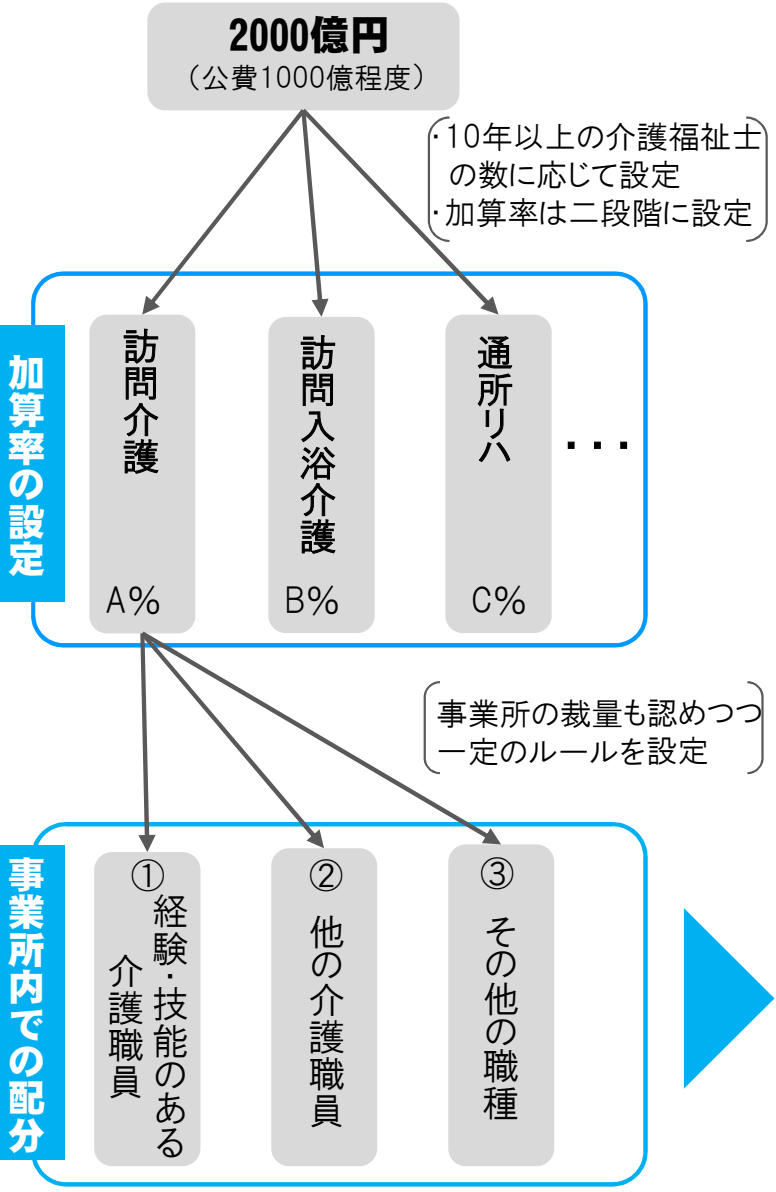 2000億円
（公費1000億程度）
・10年以上の介護福祉士
の数に応じて設定
・加算率は二段階に設定
加算率の設定
訪問介護
A%
訪問入浴介護
B%
通所リハ
C%
・・・
事業所の裁量も認めつつ
一定のルールを設定
事業所内での配分
①
経験・技能のある
介護職員
②
他の介護職員
③
その他の職種